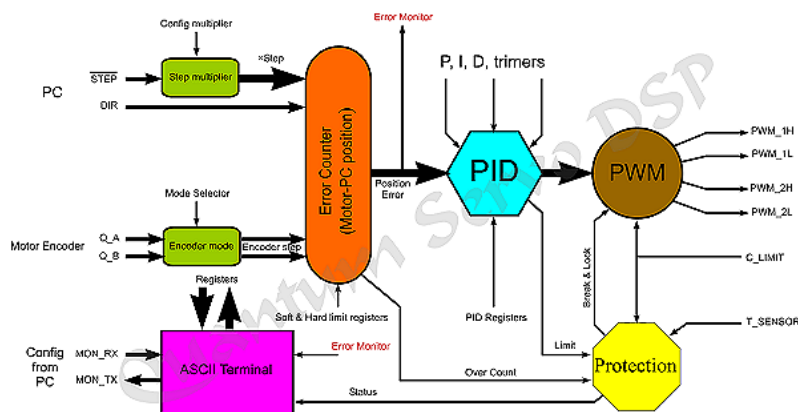 Config multiplier
Error Monitor
×Step
P, I, D, trimers
PC
STEP
Step multiplier
DIR
Error Counter
(Motor-PC position)
PID
Position
Error
PWM
PWM_1H
PWM_1L
PWM_2H
PWM_2L
Mode Selector
Motor Encoder
Q_A
Q_B
Encoder mode
Encoder step
Registers
Break & Lock
C_LIMIT
Soft & Hard limit registers
PID Registers
T_SENSOR
Config
from
PC
MON_RX
MON_TX
ASCII Terminal
Error Monitor
Limit
Protection
Over Count
Status
Quantum Servo DSP